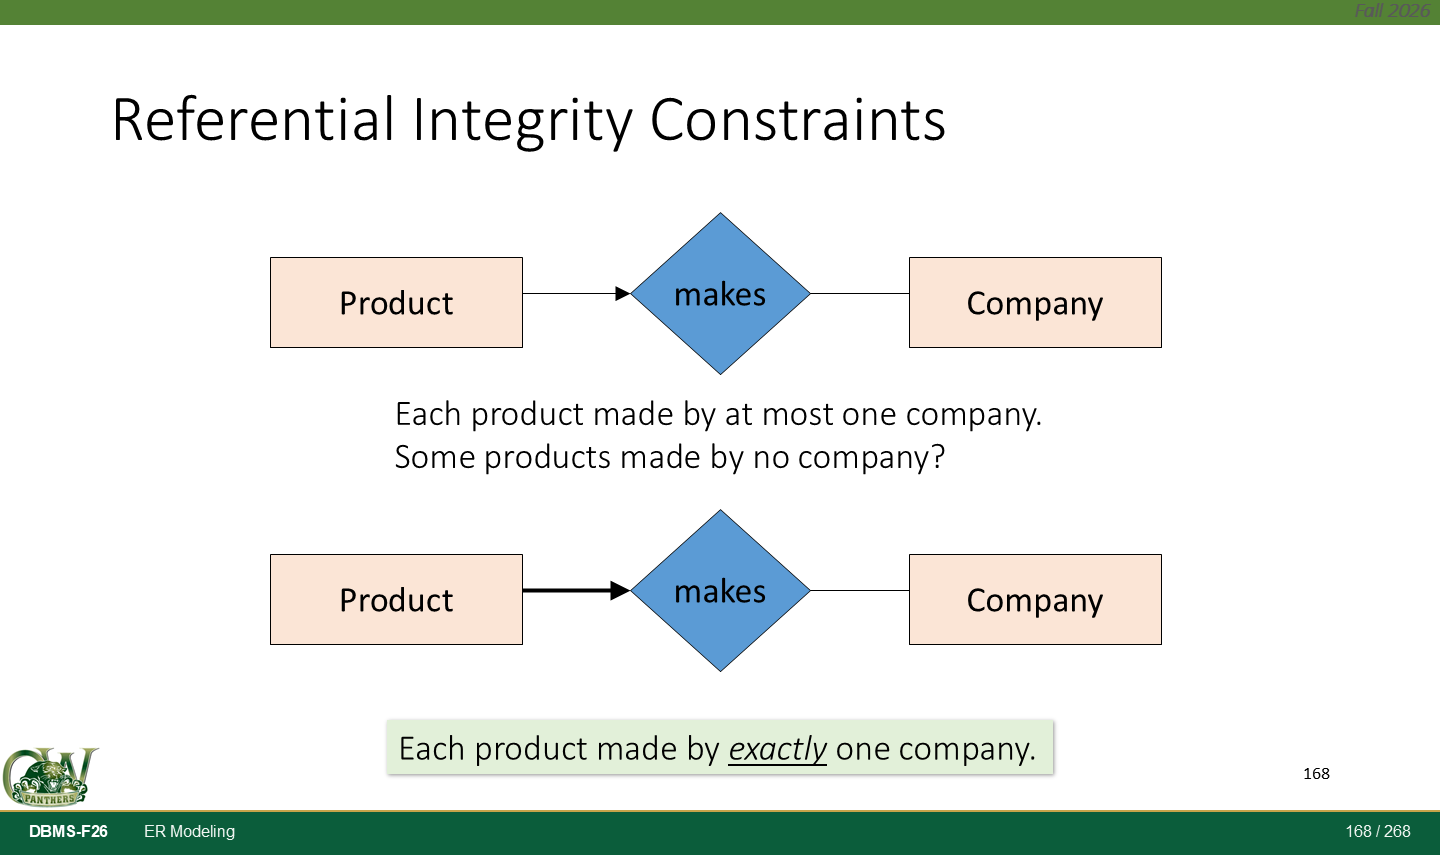 Fall 2026
Referential Integrity Constraints
Product
makes
Company
Each product made by at most one company.
Some products made by no company?
Product
makes
Company
Each product made by exactly one company.
168
CW
PANTHERS
DBMS-F26
ER Modeling
168 / 268